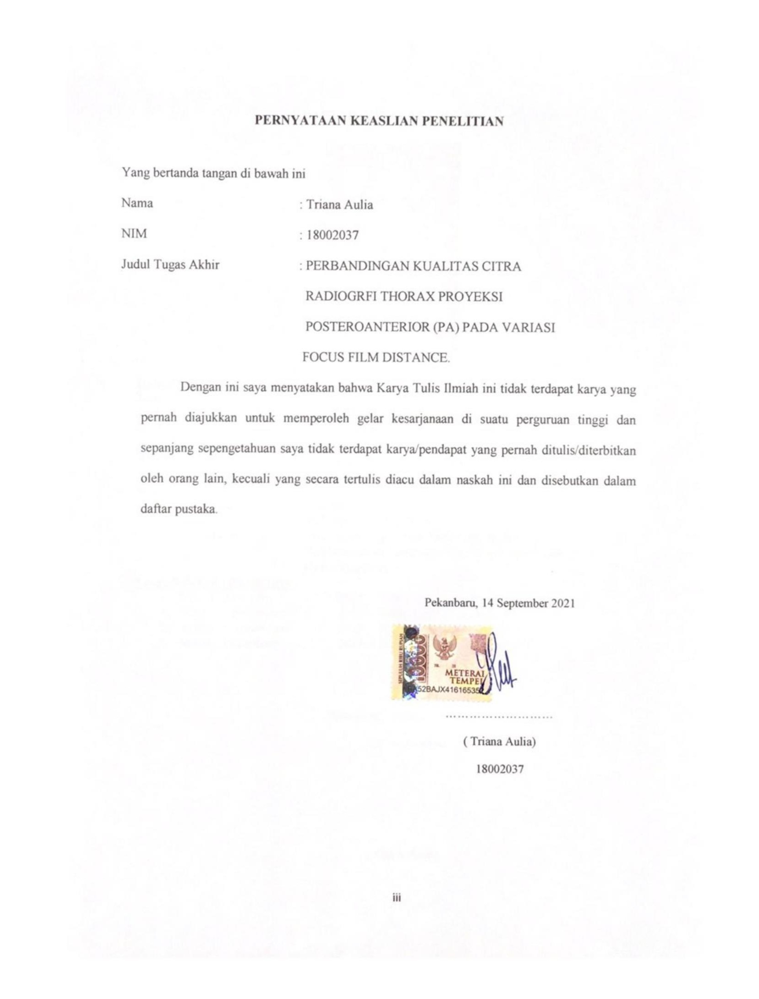 PERNYATAAN KEASLIAN PENELITIAN
Yang bertanda tangan di bawah ini
Nama : Triana Aulia
NIM : 18002037
Judul Tugas Akhir : PERBANDINGAN KUALITAS CITRA
RADIOGRFI THORAX PROYEKSI
POSTEROANTERIOR (PA) PADA VARIASI
FOCUS FILM DISTANCE.
Dengan ini saya menyatakan bahwa Karya Tulis Ilmiah ini tidak terdapat karya yang
pernah diajukkan untuk memperoleh gelar kesarjanaan di suatu perguruan tinggi dan
sepanjang sepengetahuan saya tidak terdapat karya/pendapat yang pernah ditulis/diterbitkan
oleh orang lain, kecuali yang secara tertulis diacu dalam naskah ini dan disebutkan dalam
daftar pustaka.
Pekanbaru, 14 September 2021
SEPULUH RIBU RUPIAH
10000
METERAI
TEMPEL
...........................
( Triana Aulia)
18002037
iii